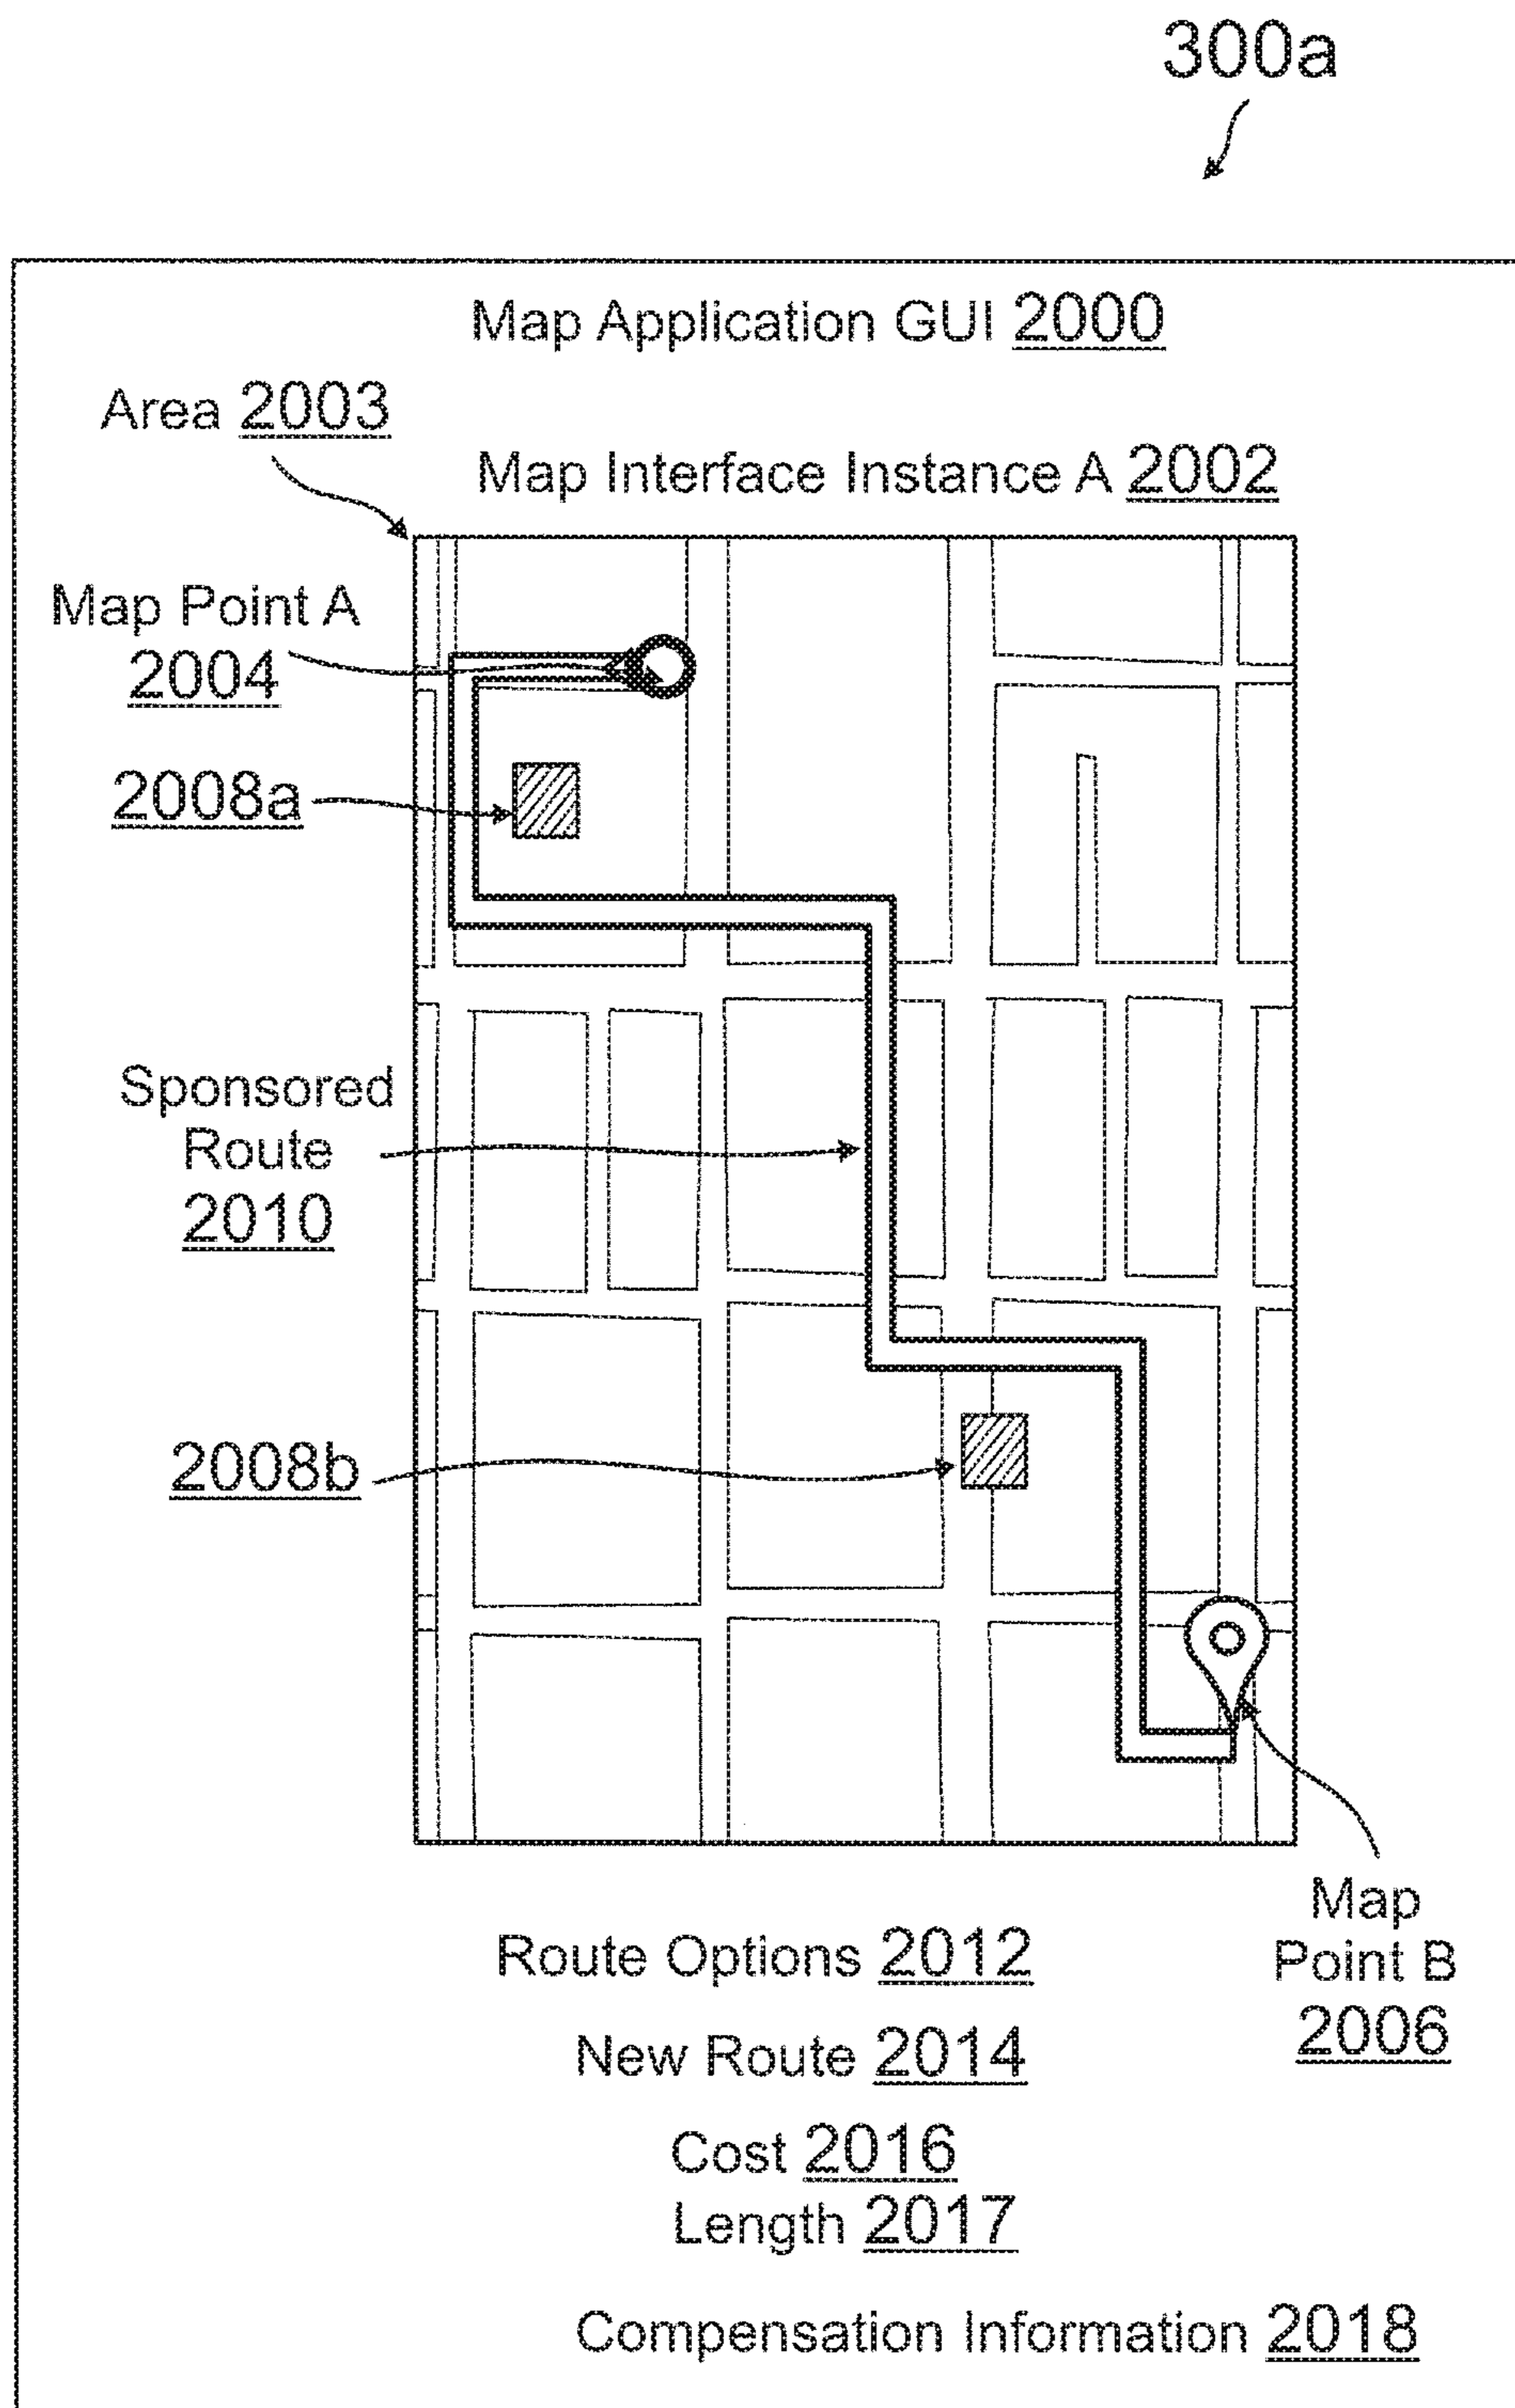 300a
Map Application GUI 2000
Area 2003
Map Interface Instance A 2002
Map Point A
2004
2008a
Sponsored
Route
2010
2008b
Map
Point B
2006
Route Options 2012
New Route 2014
Cost 2016
Length 2017
Compensation Information 2018